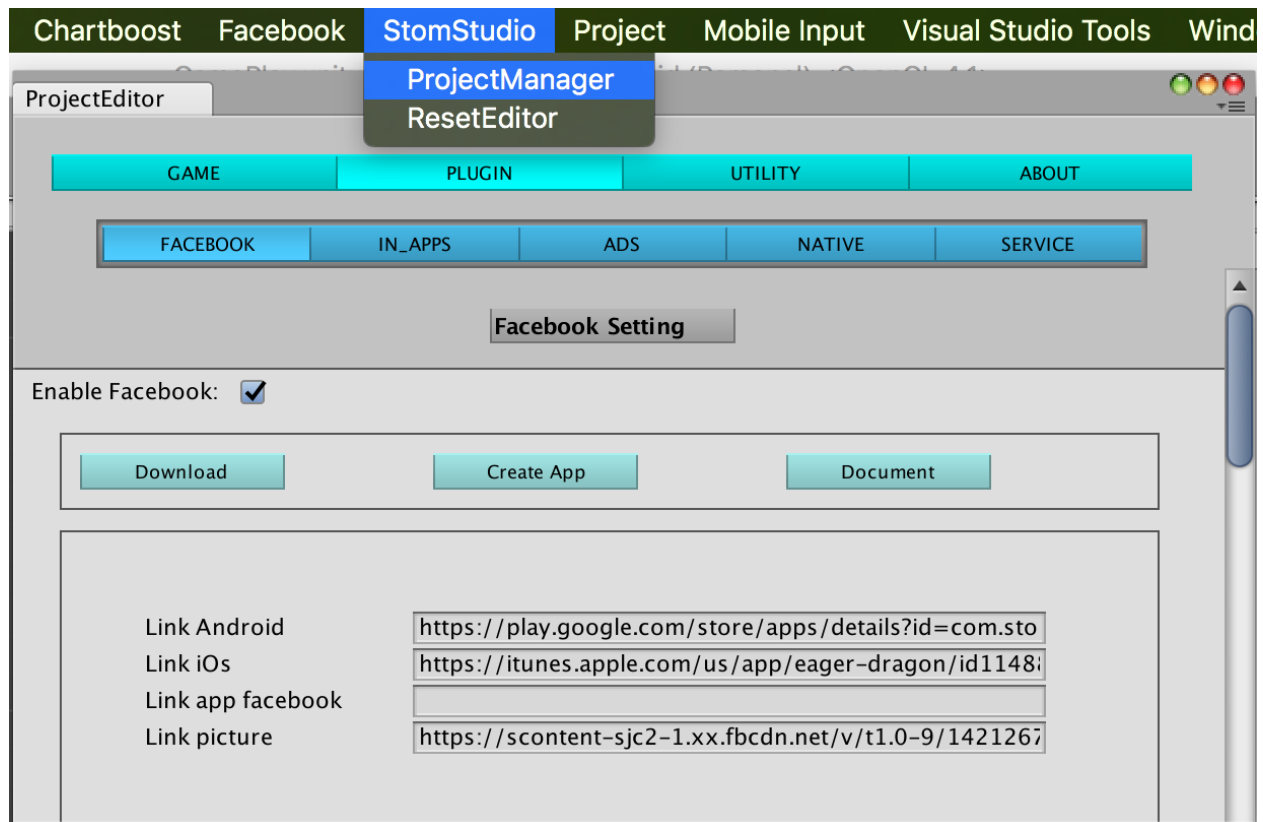 Chartboost Facebook StomStudio Project Mobile Input Visual Studio Tools Wind
ProjectManager
ResetEditor
ProjectEditor
GAME PLUGIN UTILITY ABOUT
FACEBOOK IN_APPS ADS NATIVE SERVICE
Facebook Setting
Enable Facebook:
Download Create App Document
Link Android https://play.google.com/store/apps/details?id=com.sto
Link iOs https://itunes.apple.com/us/app/eager-dragon/id1148
Link app facebook
Link picture https://scontent-sjc2-1.xx.fbcdn.net/v/t1.0-9/1421267